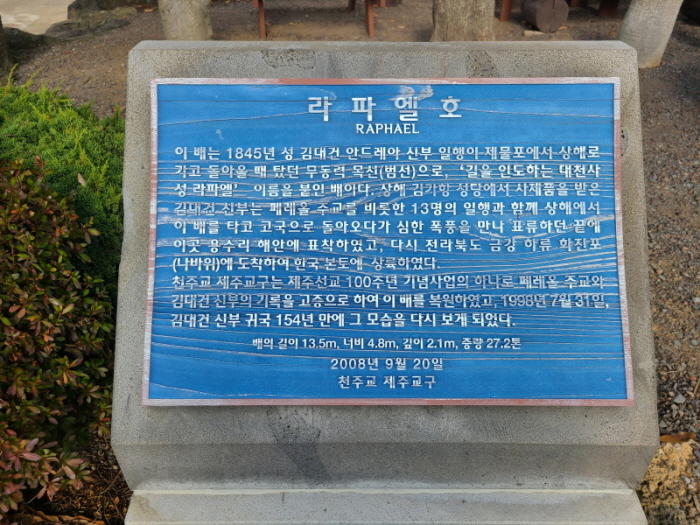 라파엘호
RAPHAEL
이 배는 1845년 성 김대건 안드레아 신부 일행이 제물포에서 상해로
가고 돌아올 때 탔던 무동력 목선(범선)으로, ‘길을 인도하는 대천사
성 라파엘’ 이름을 붙인 배이다. 상해 김가항 성당에서 사제품을 받은
김대건 신부는 페레올 주교를 비롯한 13명의 일행과 함께 상해에서
이 배를 타고 고국으로 돌아오다가 심한 폭풍을 만나 표류하던 끝에
이곳 용수리 해안에 표착하였고, 다시 전라북도 금강 하류 화진포
(나바위)에 도착하여 한국 본토에 상륙하였다.
천주교 제주교구는 제주선교 100주년 기념사업의 하나로 페레올 주교와
김대건 신부의 기록을 고증으로 하여 이 배를 복원하였고, 1998년 7월 31일,
김대건 신부 귀국 154년 만에 그 모습을 다시 보게 되었다.
배의 길이 13.5m, 너비 4.8m, 깊이 2.1m, 중량 27.2톤
2008년 9월 20일
천주교 제주교구